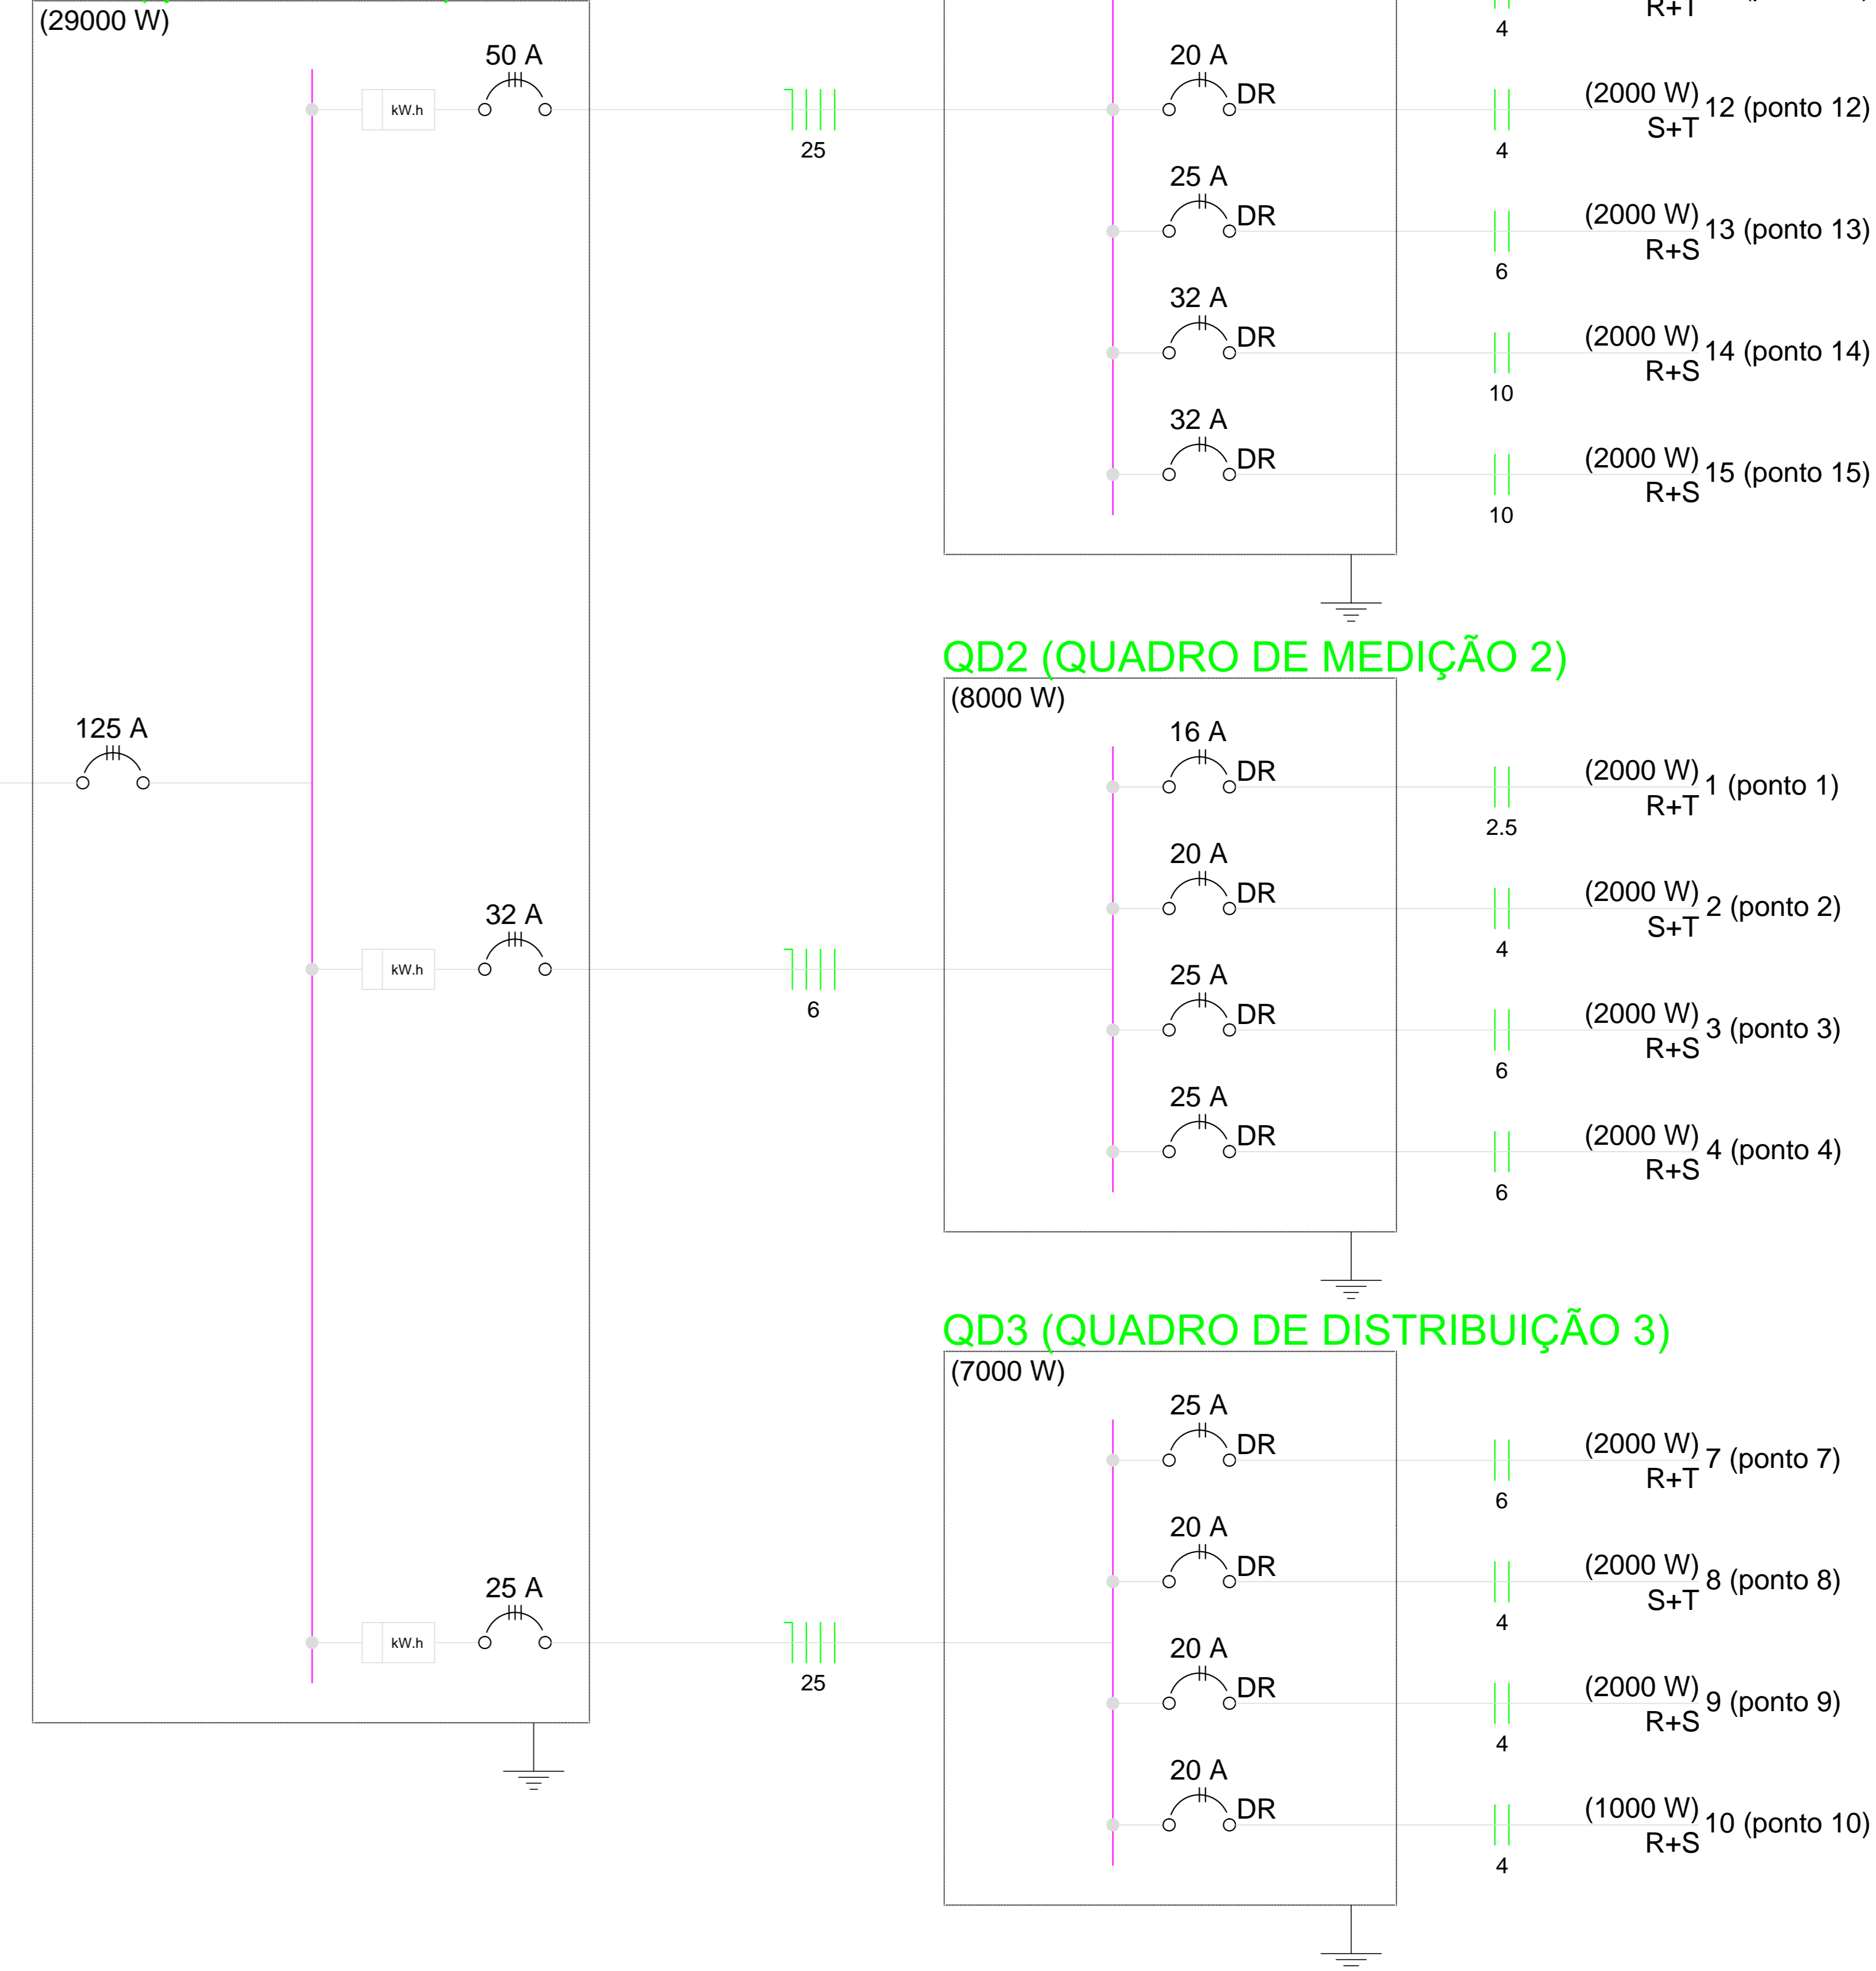 (29000 W)
50 A
kW.h
25
125 A
32 A
kW.h
6
25 A
kW.h
25
R+T
4
20 A
DR
4
(2000 W)
S+T
12 (ponto 12)
25 A
DR
6
(2000 W)
R+S
13 (ponto 13)
32 A
DR
10
(2000 W)
R+S
14 (ponto 14)
32 A
DR
10
(2000 W)
R+S
15 (ponto 15)
QD2 (QUADRO DE MEDIÇÃO 2)
(8000 W)
16 A
DR
2.5
(2000 W)
R+T
1 (ponto 1)
20 A
DR
4
(2000 W)
S+T
2 (ponto 2)
25 A
DR
6
(2000 W)
R+S
3 (ponto 3)
25 A
DR
6
(2000 W)
R+S
4 (ponto 4)
QD3 (QUADRO DE DISTRIBUIÇÃO 3)
(7000 W)
25 A
DR
6
(2000 W)
R+T
7 (ponto 7)
20 A
DR
4
(2000 W)
S+T
8 (ponto 8)
20 A
DR
4
(2000 W)
R+S
9 (ponto 9)
20 A
DR
4
(1000 W)
R+S
10 (ponto 10)